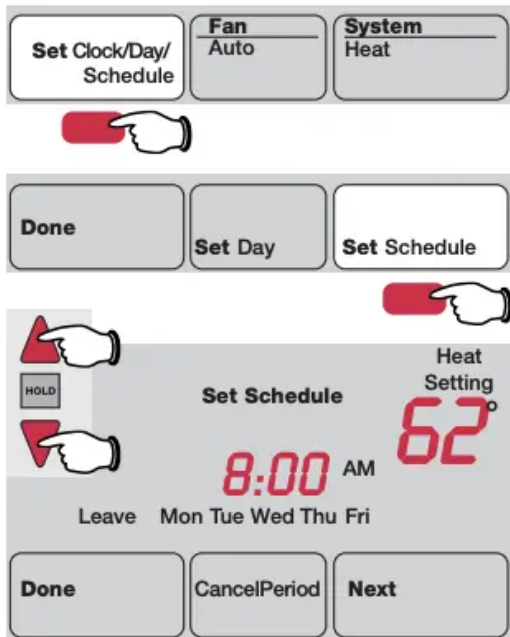 Set Clock/Day/
Schedule
Fan
Auto
System
Heat
Done
Set Day
Set Schedule
HOLD
Set Schedule
Heat
Setting
62°
8:00 AM
Leave Mon Tue Wed Thu Fri
Done
CancelPeriod
Next